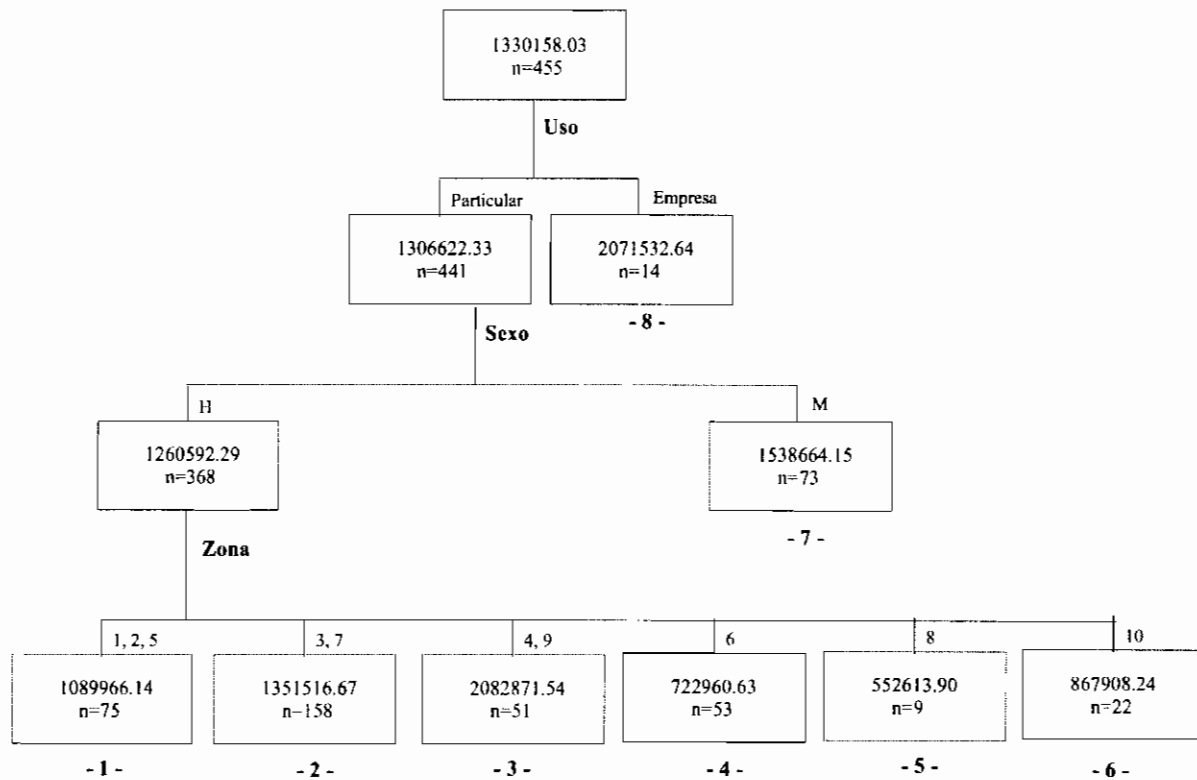 1330158.03
n=455
Uso
Particular
Empresa
1306622.33
n=441
2071532.64
n=14
- 8 -
Sexo
H
M
1260592.29
n=368
1538664.15
n=73
- 7 -
Zona
1, 2, 5
3, 7
4, 9
6
8
10
1089966.14
n=75
1351516.67
n=158
2082871.54
n=51
722960.63
n=53
552613.90
n=9
867908.24
n=22
- 1 -
- 2 -
- 3 -
- 4 -
- 5 -
- 6 -